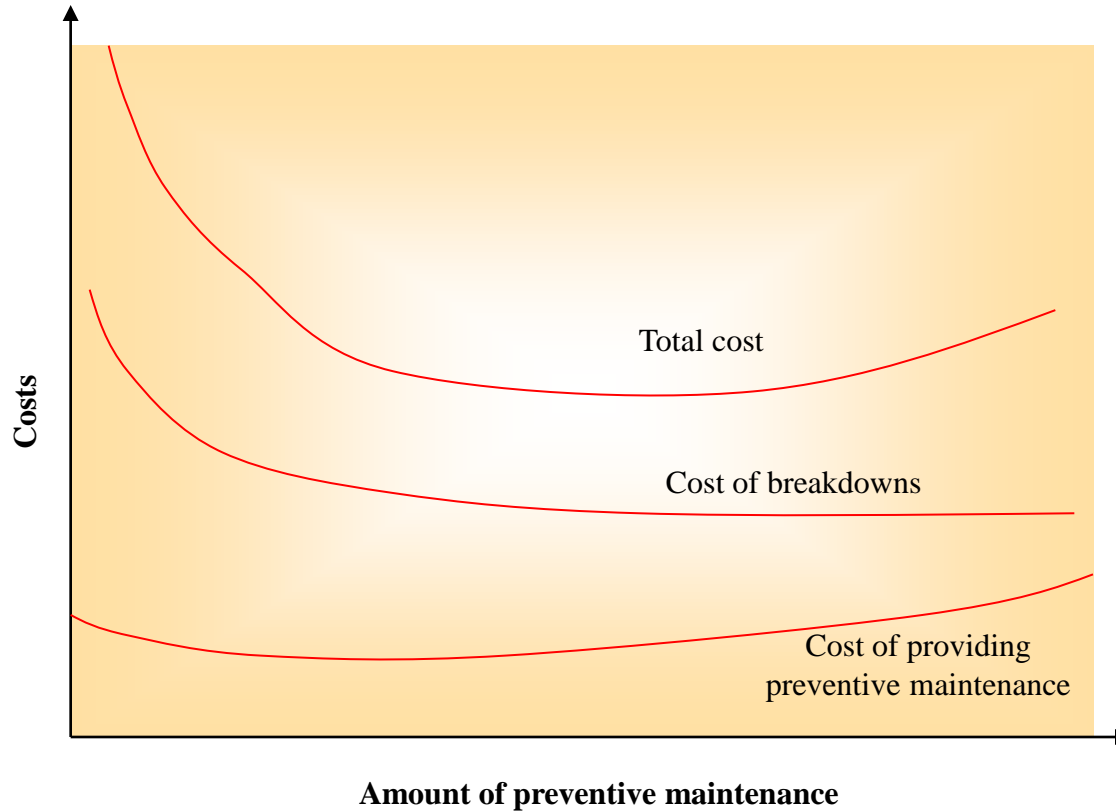 Total cost
Costs
Cost of breakdowns
Cost of providing
preventive maintenance
Amount of preventive maintenance